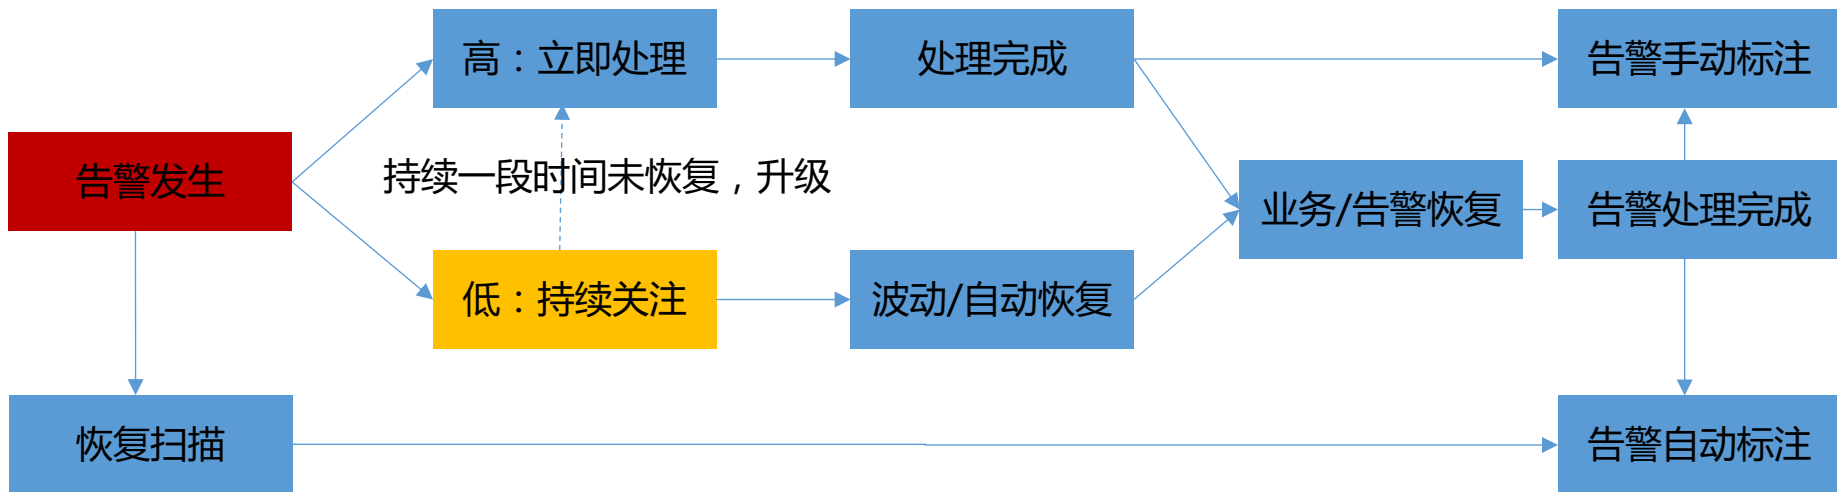 高：立即处理
处理完成
告警手动标注
告警发生
持续一段时间未恢复，升级
业务/告警恢复
告警处理完成
低：持续关注
波动/自动恢复
恢复扫描
告警自动标注